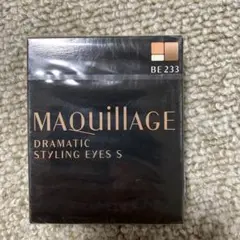 BE 233
MAQuillAGE
DRAMATIC
STYLING EYES S